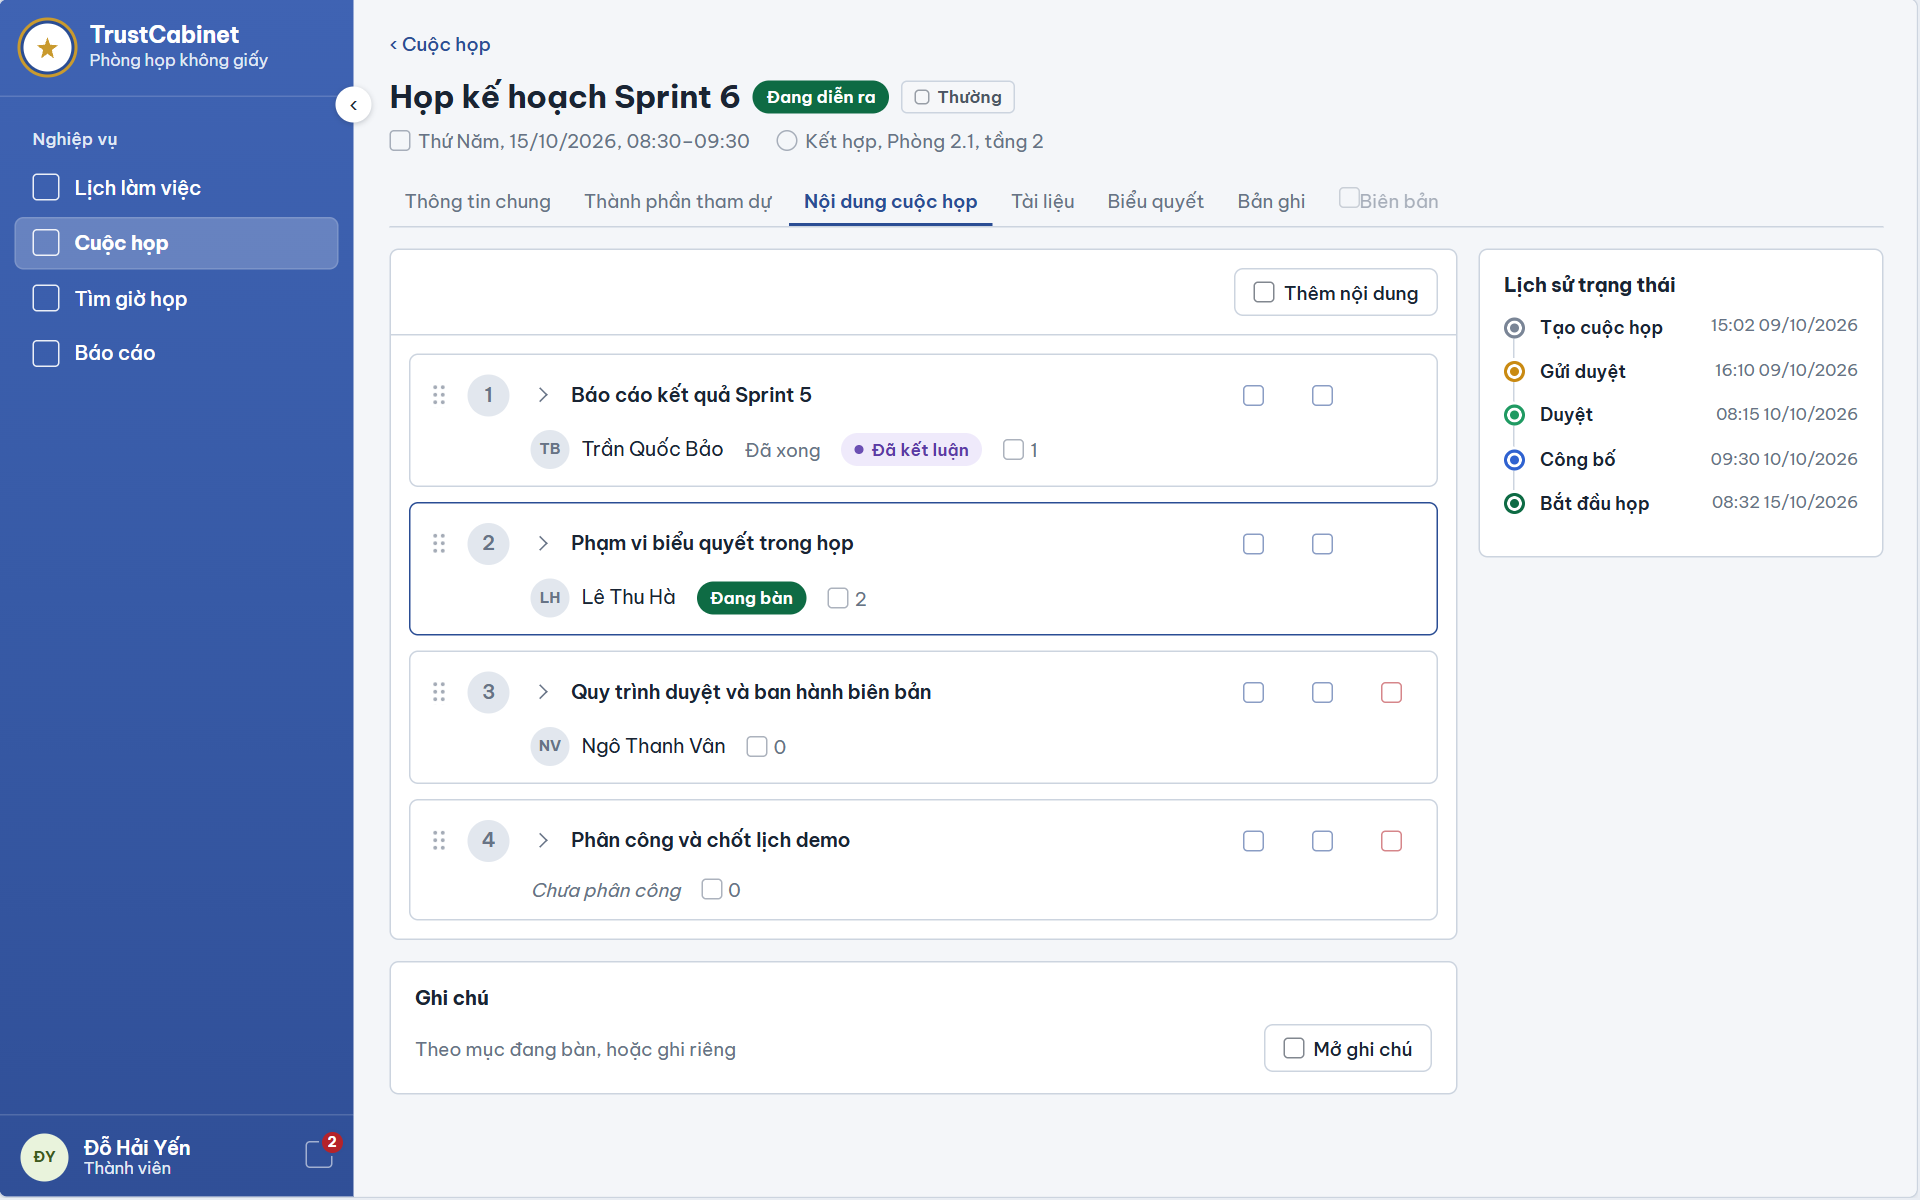 TrustCabinet
Phòng họp không giấy
Nghiệp vụ
Lịch làm việc
Cuộc họp
Tìm giờ họp
Báo cáo
ĐY
Đỗ Hải Yến
Thành viên
2
‹ Cuộc họp
Họp kế hoạch Sprint 6
Đang diễn ra
Thường
Thứ Năm, 15/10/2026, 08:30–09:30
Kết hợp, Phòng 2.1, tầng 2
Thông tin chung
Thành phần tham dự
Nội dung cuộc họp
Tài liệu
Biểu quyết
Bản ghi
Biên bản
Thêm nội dung
1
Báo cáo kết quả Sprint 5
TB
Trần Quốc Bảo
Đã xong
Đã kết luận
1
2
Phạm vi biểu quyết trong họp
LH
Lê Thu Hà
Đang bàn
2
3
Quy trình duyệt và ban hành biên bản
NV
Ngô Thanh Vân
0
4
Phân công và chốt lịch demo
Chưa phân công
0
Ghi chú
Theo mục đang bàn, hoặc ghi riêng
Mở ghi chú
Lịch sử trạng thái
Tạo cuộc họp 15:02 09/10/2026
Gửi duyệt 16:10 09/10/2026
Duyệt 08:15 10/10/2026
Công bố 09:30 10/10/2026
Bắt đầu họp 08:32 15/10/2026